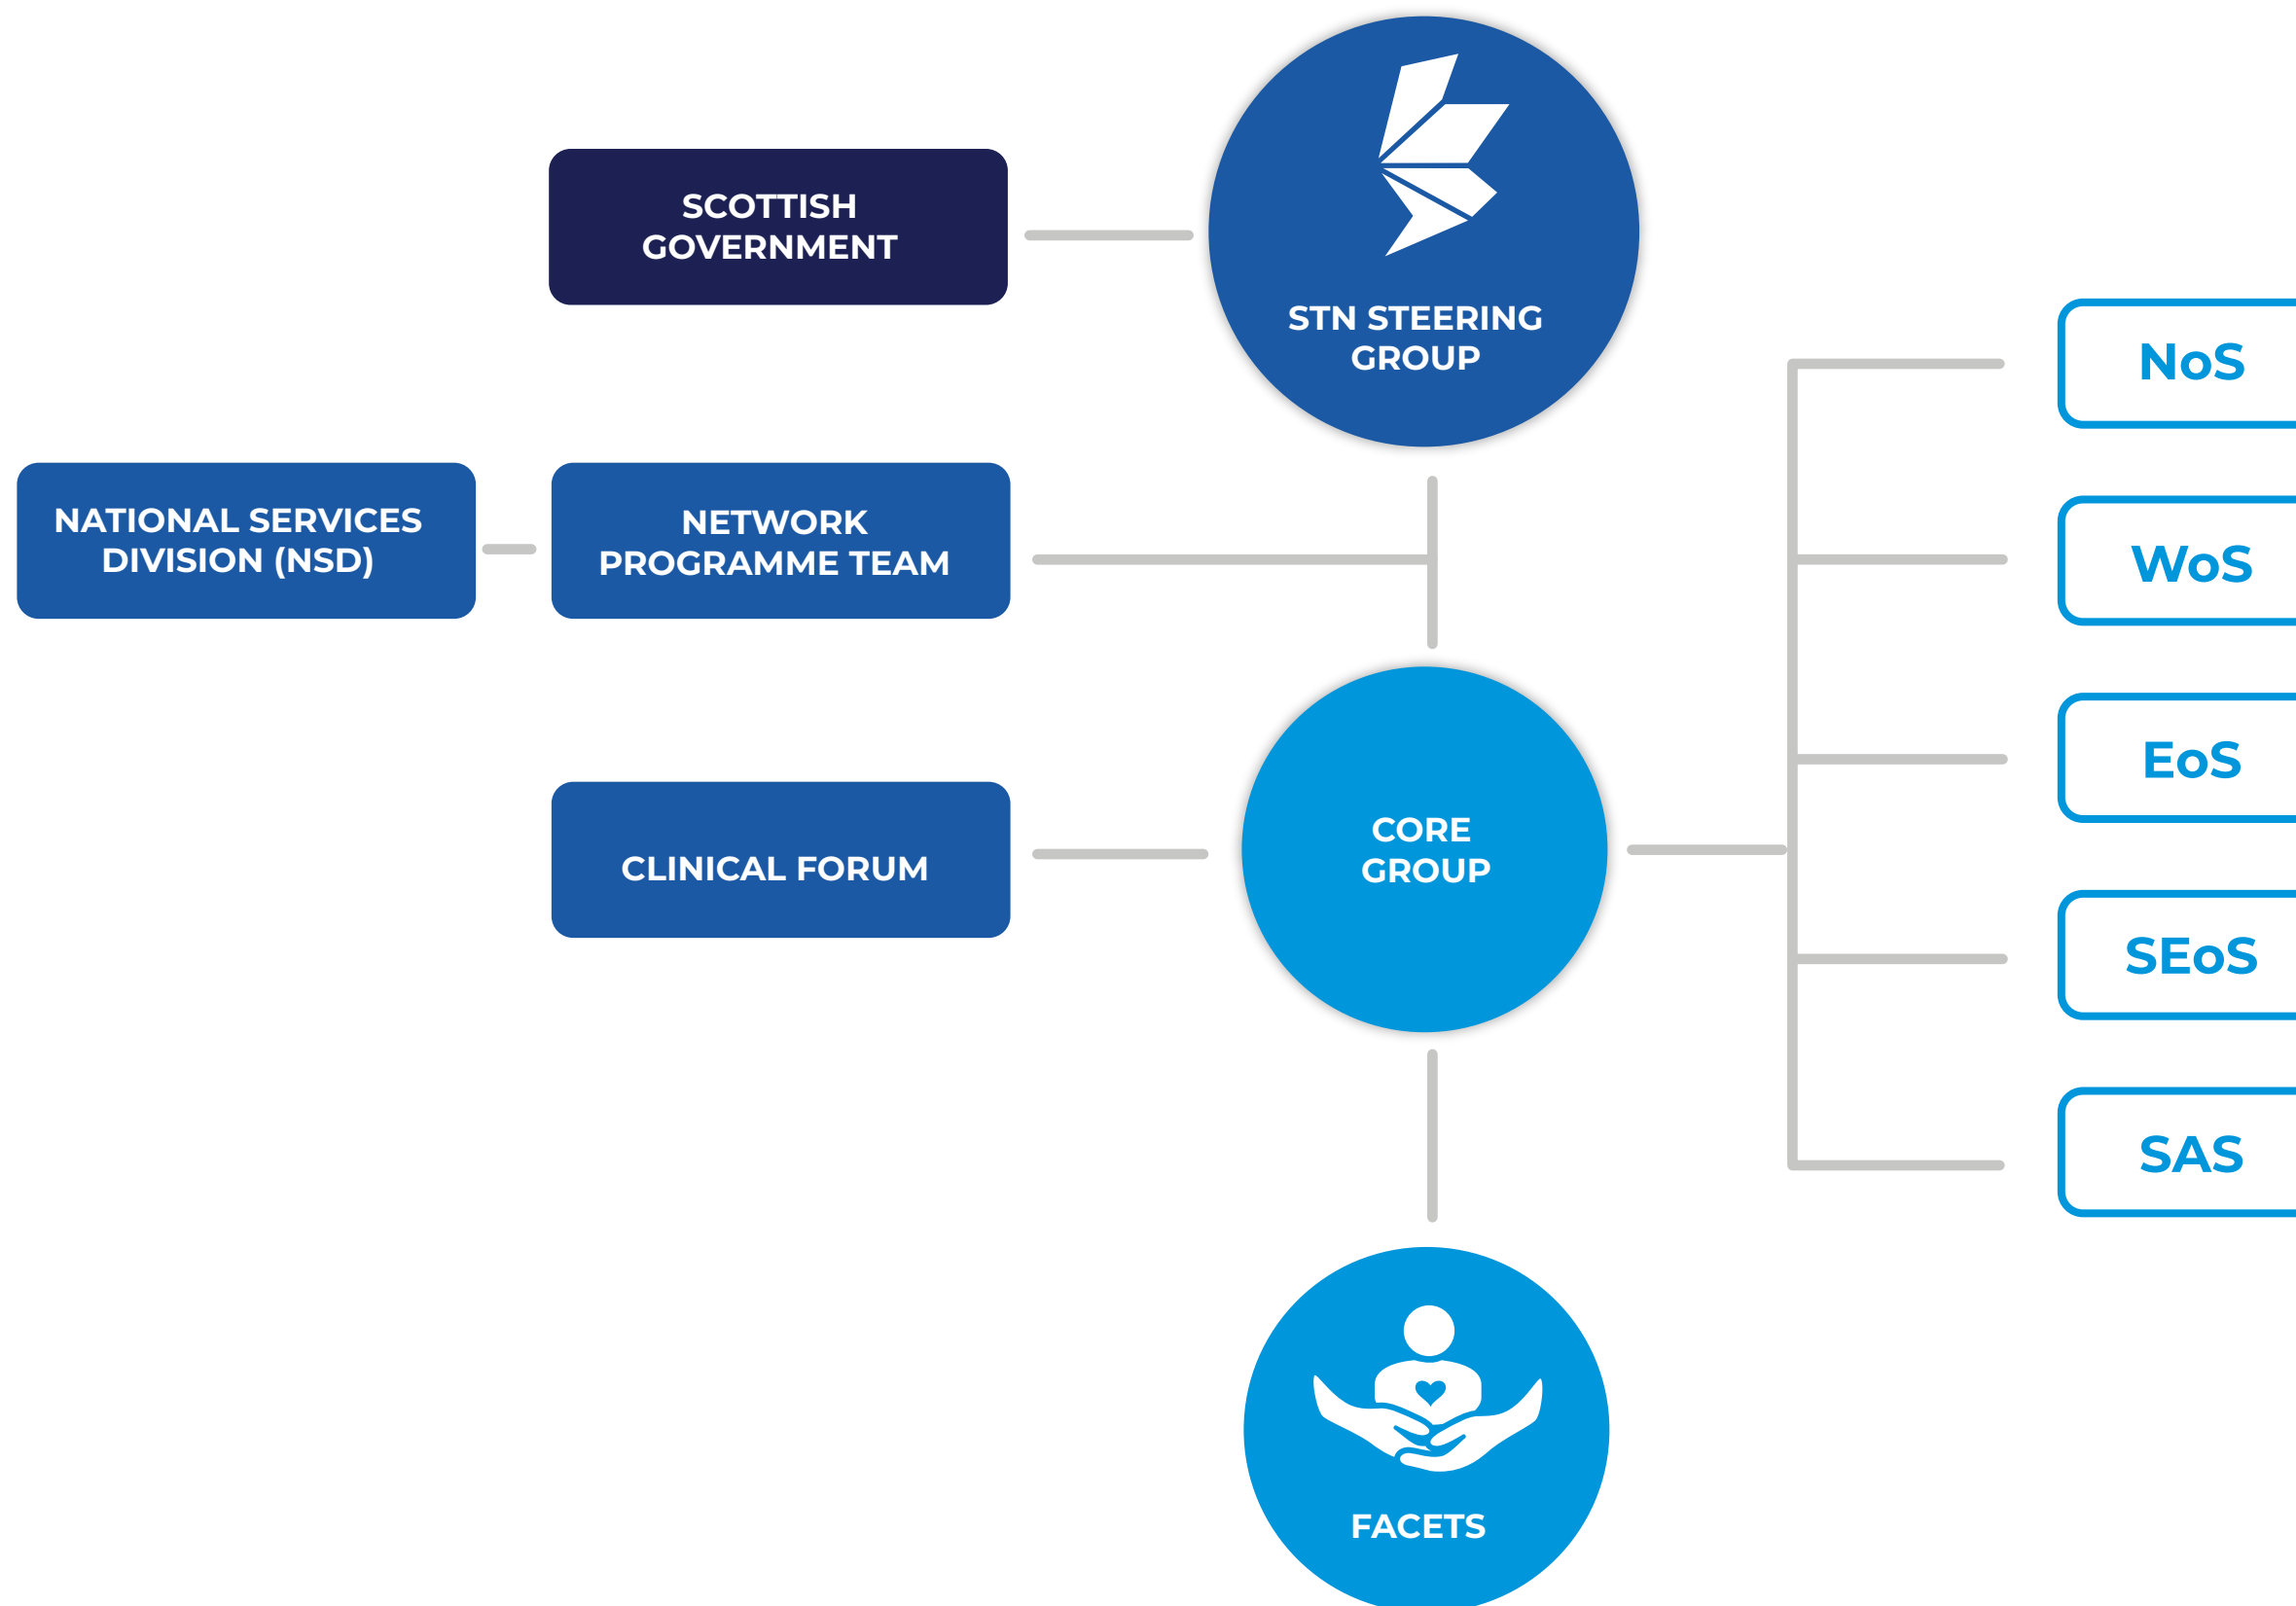 SCOTTISH
GOVERNMENT
STN STEERING
GROUP
NATIONAL SERVICES
DIVISION (NSD)
NETWORK
PROGRAMME TEAM
CLINICAL FORUM
CORE
GROUP
FACETS
NoS
WoS
EoS
SEoS
SAS